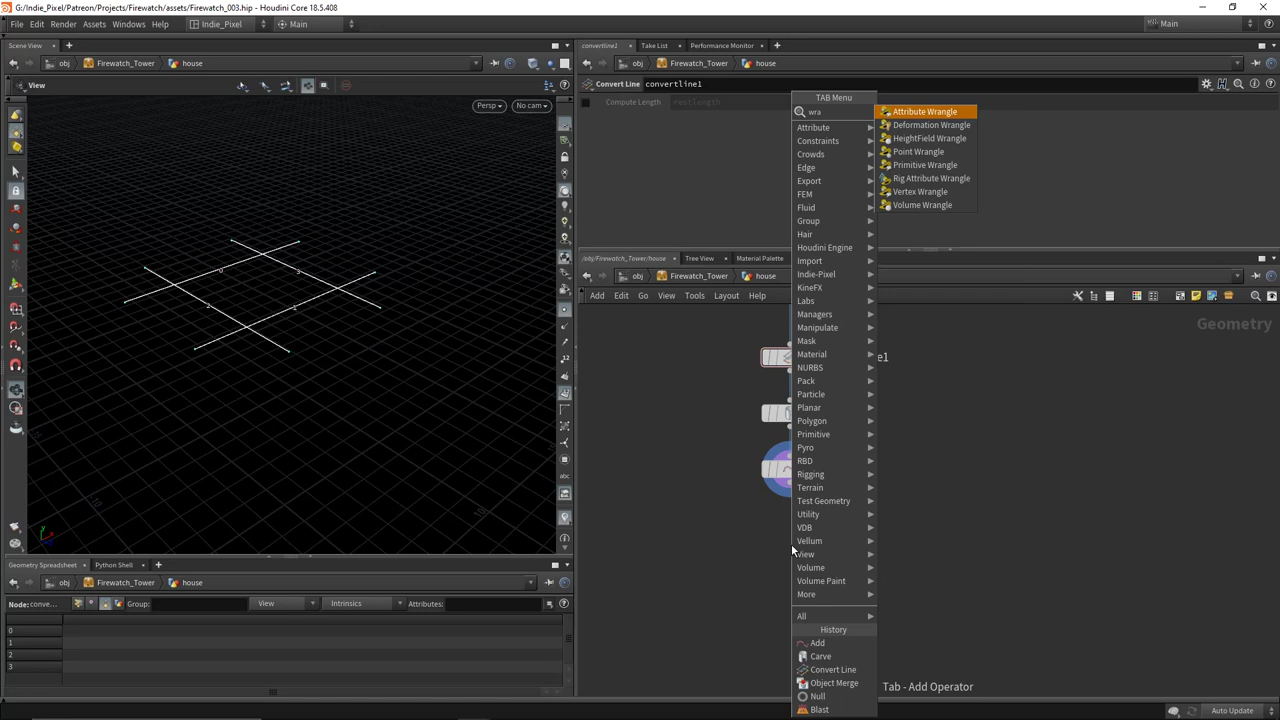 G:/Indie_Pixel/Patreon/Projects/Firewatch/assets/Firewatch_003.hip - Houdini Core 18.5.408
File Edit Render Assets Windows Help Indie_Pixel Main Main
Scene View
obj Firewatch_Tower house
View
Persp No cam
convertline1 Take List Performance Monitor
obj Firewatch_Tower house
Convert Line convertline1
Compute Length restlength
TAB Menu
wra
Attribute
Constraints
Crowds
Edge
Export
FEM
Fluid
Group
Hair
Houdini Engine
Import
Indie-Pixel
KineFX
Labs
Managers
Manipulate
Mask
Material
NURBS
Pack
Particle
Planar
Polygon
Primitive
Pyro
RBD
Rigging
Terrain
Test Geometry
Utility
VDB
Vellum
View
Volume
Volume Paint
More
All
History
Add
Carve
Convert Line
Object Merge
Null
Blast
Attribute Wrangle
Deformation Wrangle
HeightField Wrangle
Point Wrangle
Primitive Wrangle
Rig Attribute Wrangle
Vertex Wrangle
Volume Wrangle
/obj/Firewatch_Tower/house Tree View Material Palette
obj Firewatch_Tower house
Add Edit Go View Tools Layout Help
Geometry
e1
Tab - Add Operator
0
3
2
Geometry Spreadsheet Python Shell
obj Firewatch_Tower house
Node: conve... Group: View Intrinsics Attributes:
0
1
2
3
Auto Update